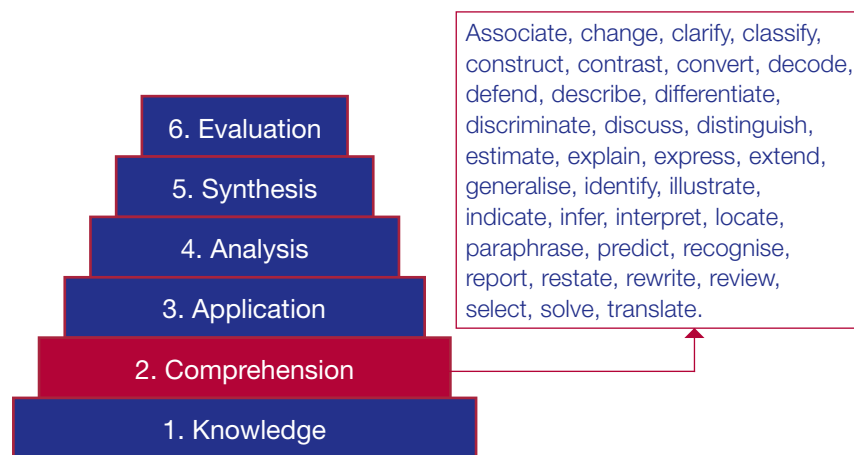 Associate, change, clarify, classify,
construct, contrast, convert, decode,
defend, describe, differentiate,
discriminate, discuss, distinguish,
estimate, explain, express, extend,
generalise, identify, illustrate,
indicate, infer, interpret, locate,
paraphrase, predict, recognise,
report, restate, rewrite, review,
select, solve, translate.
6. Evaluation
5. Synthesis
4. Analysis
3. Application
2. Comprehension
1. Knowledge